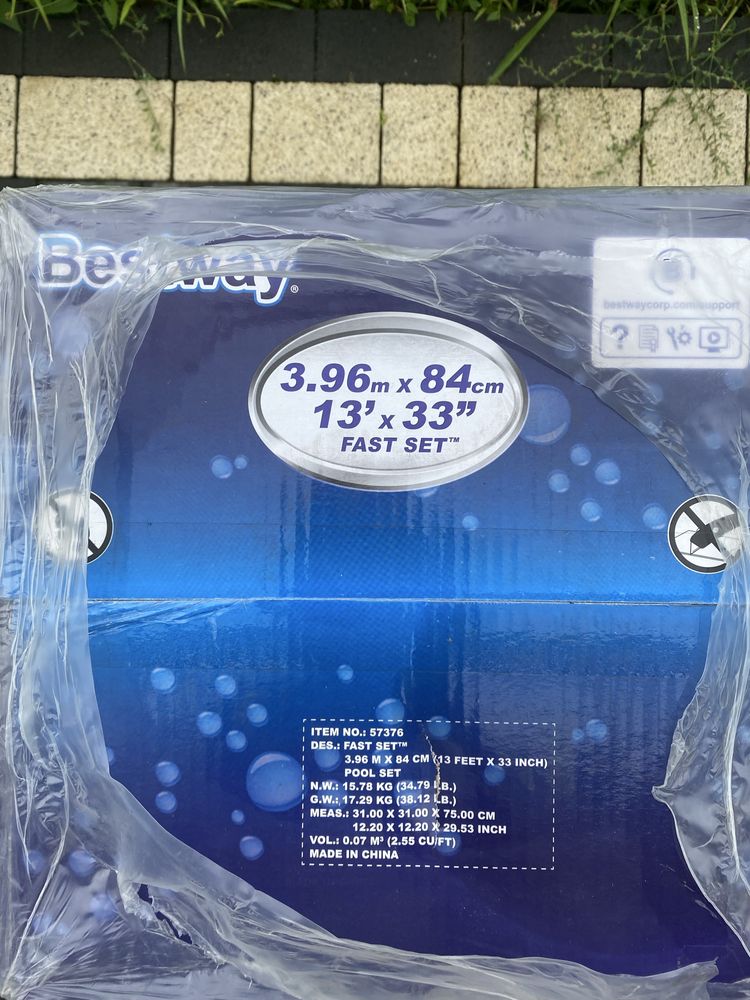 Bestway®
bestwaycorp.com/support
?
3.96m x 84cm
13' x 33"
FAST SET™
ITEM NO.: 57376
DES.: FAST SET™
3.96 M X 84 CM (13 FEET X 33 INCH)
POOL SET
N.W.: 15.78 KG (34.79 LB.)
G.W.: 17.29 KG (38.12 LB.)
MEAS.: 31.00 X 31.00 X 75.00 CM
12.20 X 12.20 X 29.53 INCH
VOL.: 0.07 M³ (2.55 CU/FT)
MADE IN CHINA